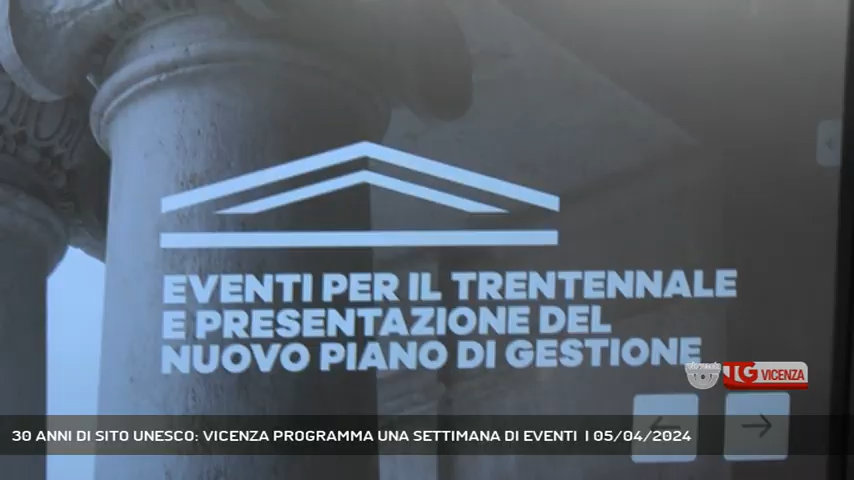 EVENTI PER IL TRENTENNALE
E PRESENTAZIONE DEL
NUOVO PIANO DI GESTIONE
TG VICENZA
30 ANNI DI SITO UNESCO: VICENZA PROGRAMMA UNA SETTIMANA DI EVENTI | 05/04/2024